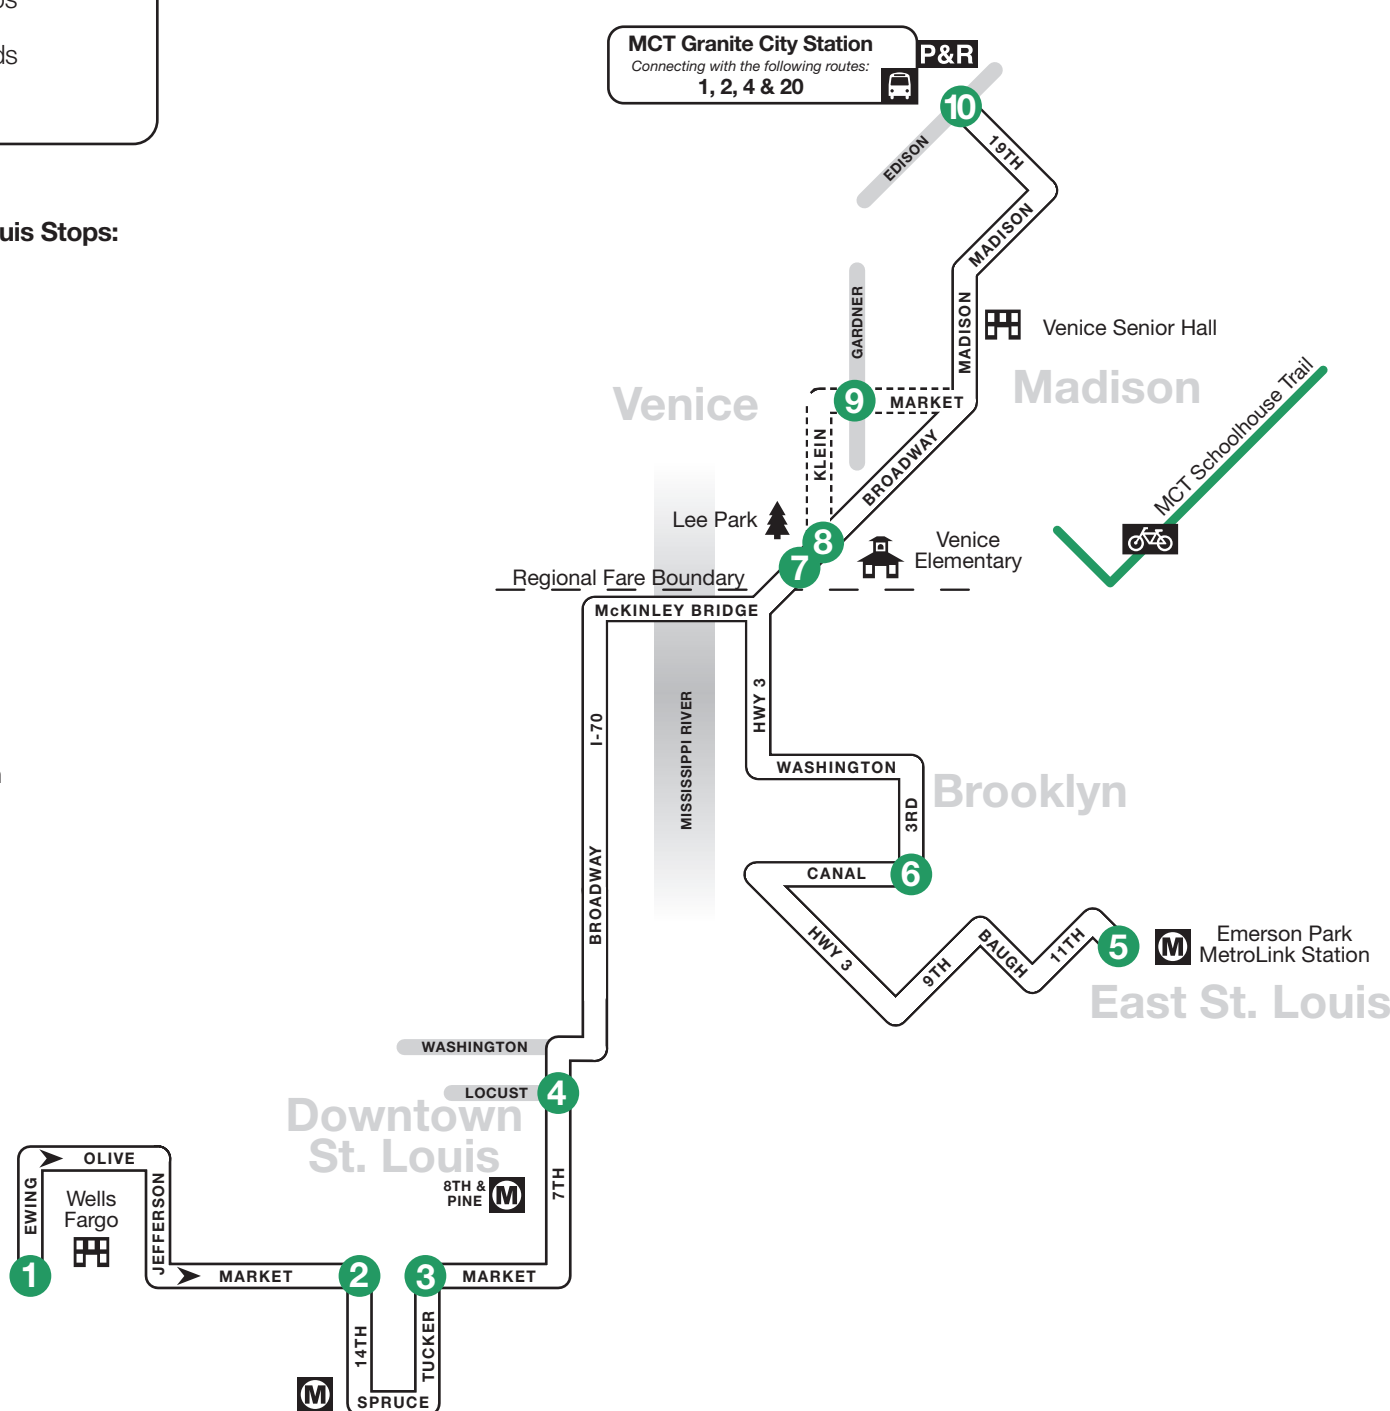 ds
MCT Granite City Station
Connecting with the following routes:
1, 2, 4 & 20
P&R
10
19TH
EDISON
uis Stops:
MADISON
GARDNER
MADISON
Venice Senior Hall
Venice
Madison
9
MARKET
MCT Schoolhouse Trail
KLEIN
BROADWAY
Lee Park
8
7
Venice
Elementary
Regional Fare Boundary
McKINLEY BRIDGE
HWY 3
I-70
MISSISSIPPI RIVER
WASHINGTON
Brooklyn
3RD
BROADWAY
CANAL
6
HWY 3
9TH
BAUGH
11TH
5
M
Emerson Park
MetroLink Station
East St. Louis
WASHINGTON
LOCUST
4
Downtown
St. Louis
8TH &
PINE
M
7TH
OLIVE
EWING
Wells
Fargo
JEFFERSON
1
MARKET
2
3
MARKET
14TH
TUCKER
M
SPRUCE